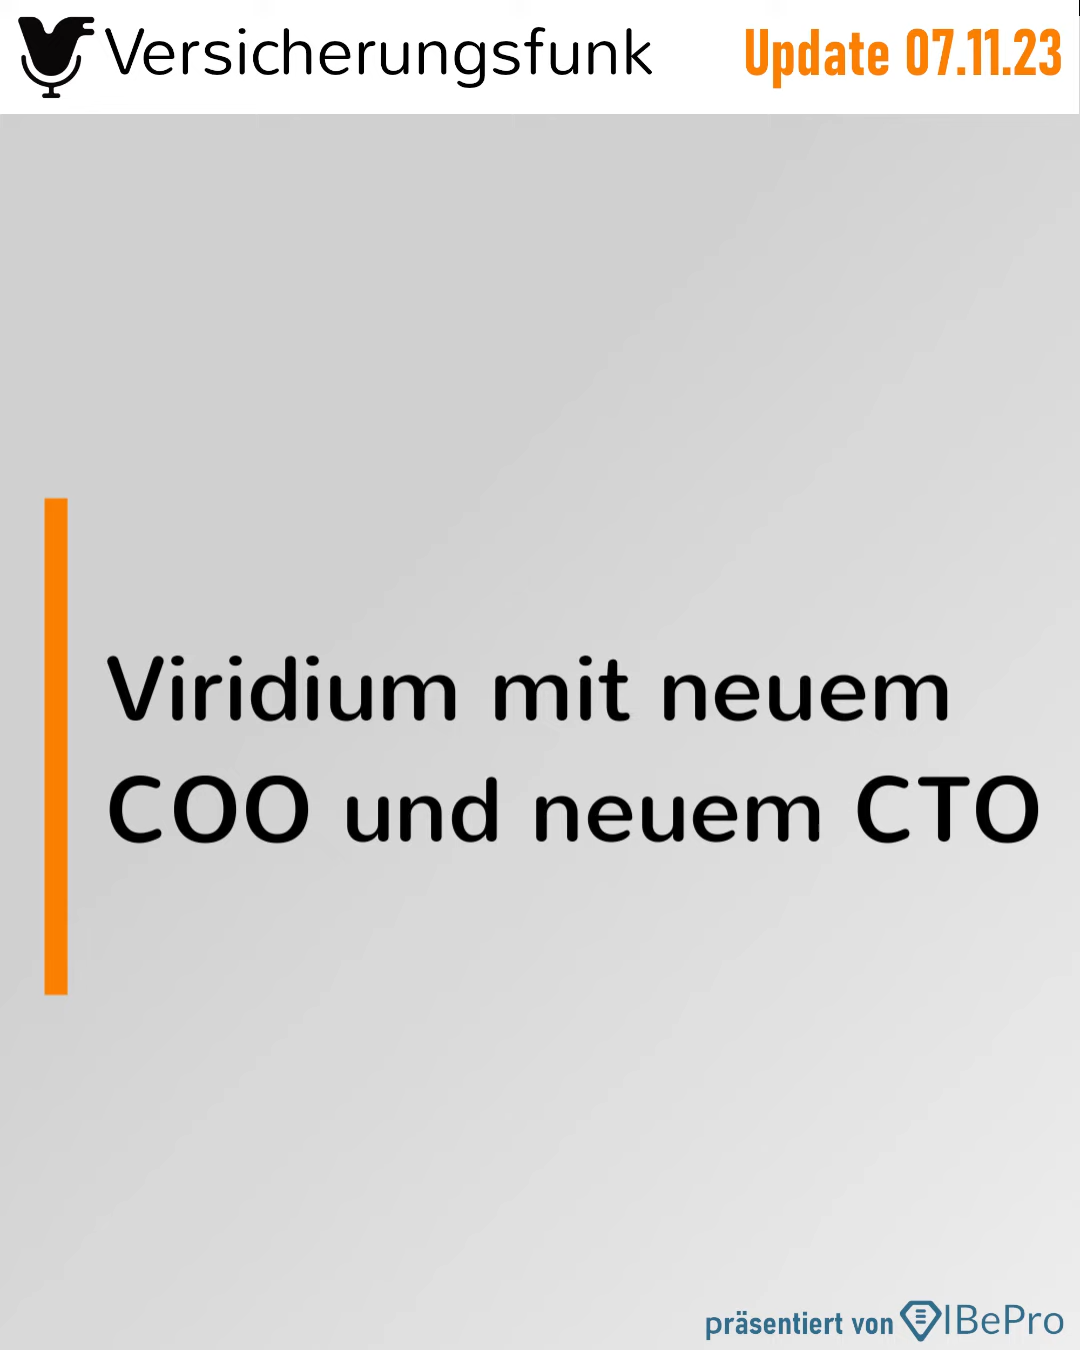 Versicherungsfunk
Update 07.11.23
Viridium mit neuem
COO und neuem CTO
präsentiert von IBePro